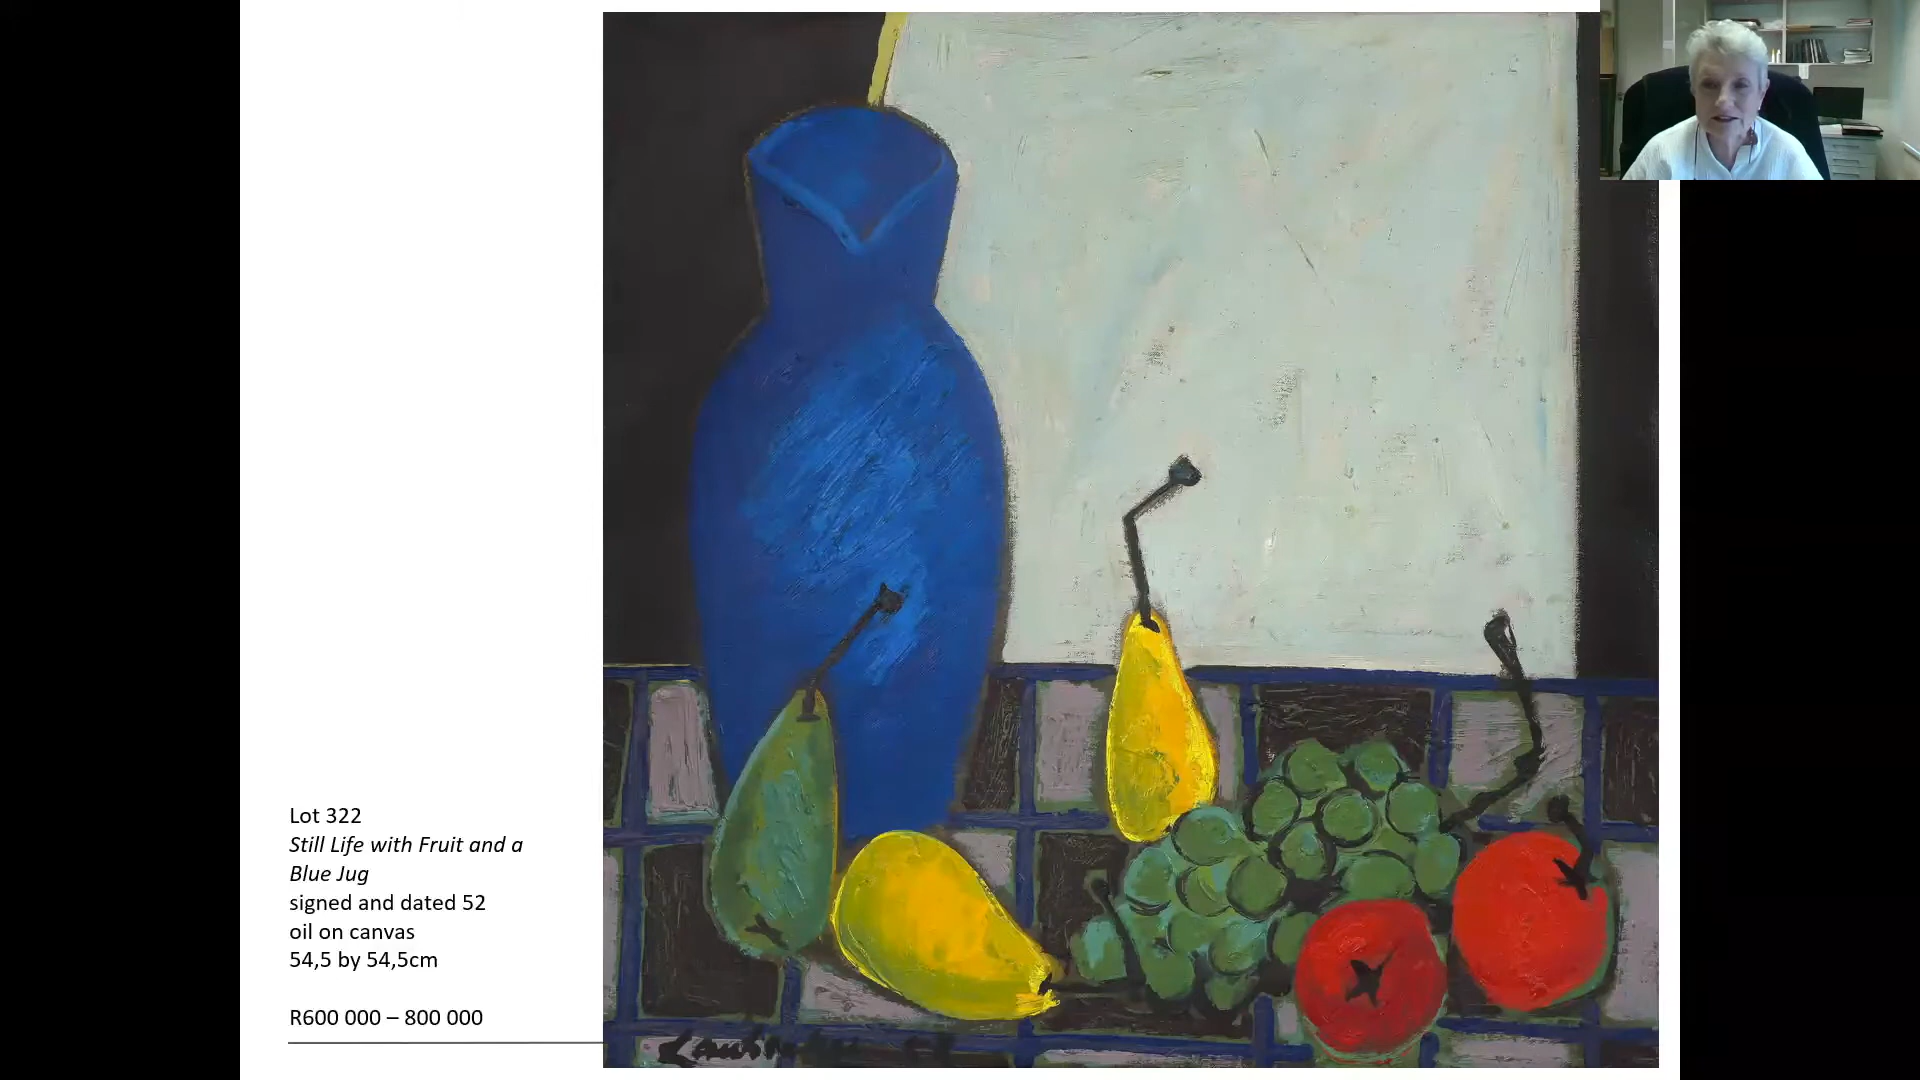 Lot 322
Still Life with Fruit and a
Blue Jug
signed and dated 52
oil on canvas
54,5 by 54,5cm
R600 000 – 800 000